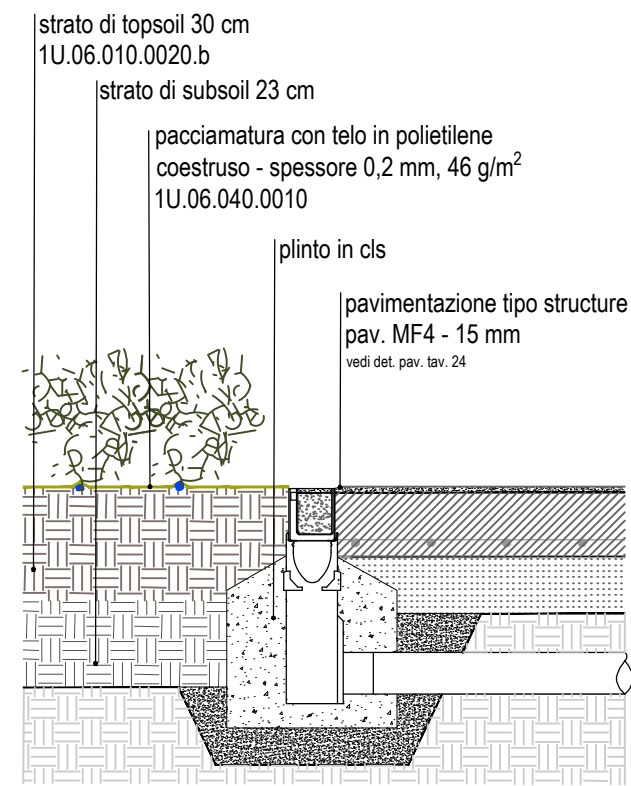 strato di topsoil 30 cm
1U.06.010.0020.b
strato di subsoil 23 cm
pacciamatura con telo in polietilene
coestruso - spessore 0,2 mm, 46 g/m²
1U.06.040.0010
plinto in cls
pavimentazione tipo structure
pav. MF4 - 15 mm
vedi det. pav. tav. 24